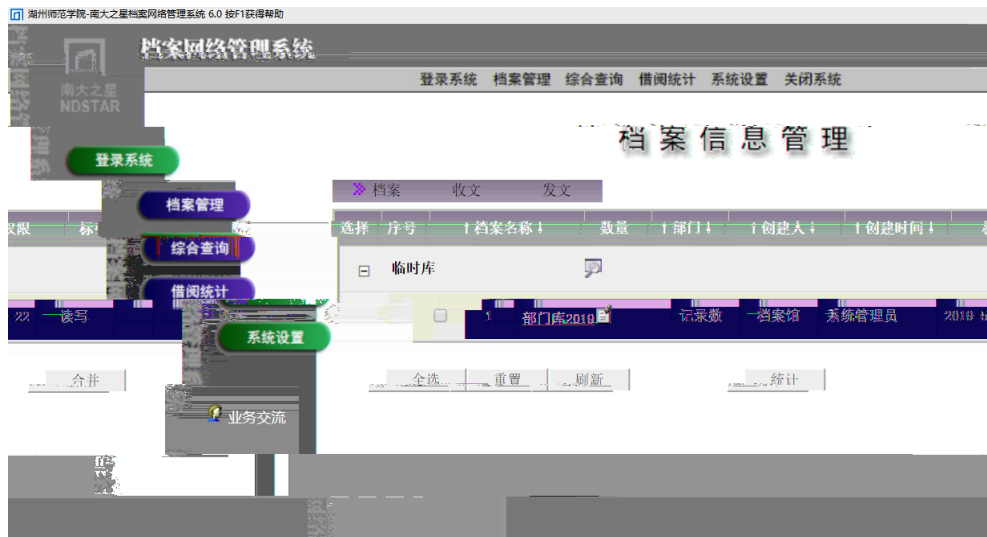 湖州师范学院-南大之星档案网络管理系统 6.0 按F1获得帮助
档案网络管理系统
南大之星
NDSTAR
登录系统 档案管理 综合查询 借阅统计 系统设置 关闭系统
档案信息管理
登录系统
档案 收文 发文
档案管理
选择 序号 ↑档案名称↓ 数量 ↑部门↓ ↑创建人↓ ↑创建时间↓
综合查询
临时库
借阅统计
22 读写 1 部门库2019 记录数 档案馆 系统管理员 2019
系统设置
合并 全选 重置 刷新 统计
业务交流